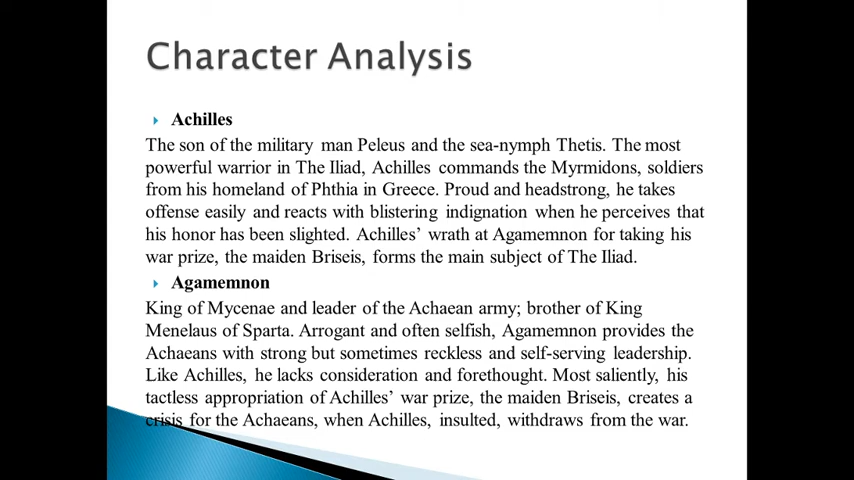 Character Analysis
Achilles
The son of the military man Peleus and the sea-nymph Thetis. The most
powerful warrior in The Iliad, Achilles commands the Myrmidons, soldiers
from his homeland of Phthia in Greece. Proud and headstrong, he takes
offense easily and reacts with blistering indignation when he perceives that
his honor has been slighted. Achilles’ wrath at Agamemnon for taking his
war prize, the maiden Briseis, forms the main subject of The Iliad.
Agamemnon
King of Mycenae and leader of the Achaean army; brother of King
Menelaus of Sparta. Arrogant and often selfish, Agamemnon provides the
Achaeans with strong but sometimes reckless and self-serving leadership.
Like Achilles, he lacks consideration and forethought. Most saliently, his
tactless appropriation of Achilles’ war prize, the maiden Briseis, creates a
crisis for the Achaeans, when Achilles, insulted, withdraws from the war.